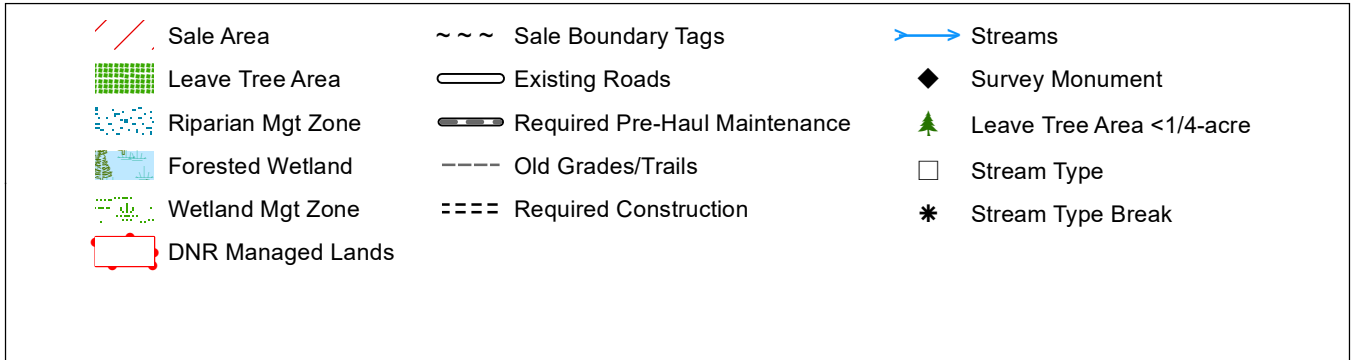 Sale Area
Leave Tree Area
Riparian Mgt Zone
Forested Wetland
Wetland Mgt Zone
DNR Managed Lands
Sale Boundary Tags
Existing Roads
Required Pre-Haul Maintenance
Old Grades/Trails
Required Construction
Streams
Survey Monument
Leave Tree Area <1/4-acre
Stream Type
Stream Type Break